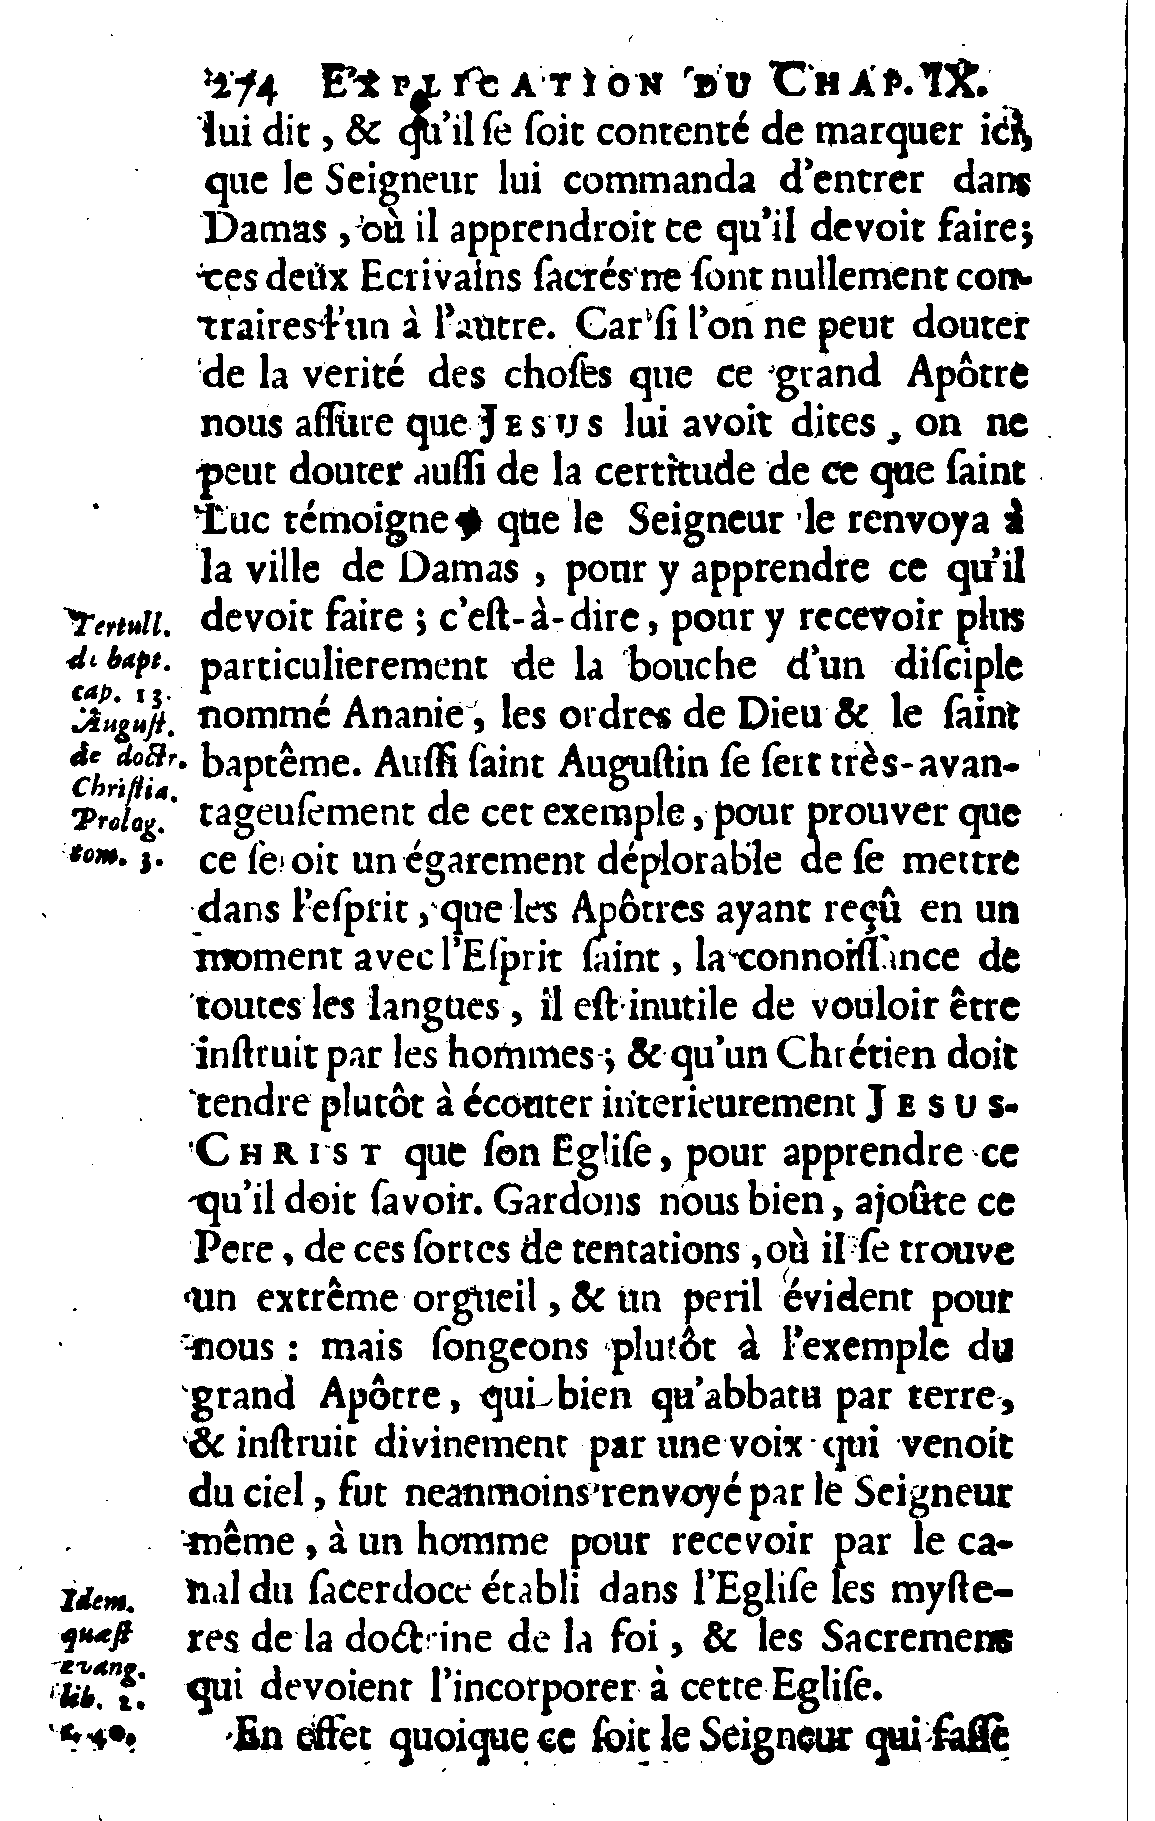 274 EXPLICATION DU CHAP. IX.
lui dit, & qu'il ſe ſoit contenté de marquer ici,
que le Seigneur lui commanda d'entrer dans
Damas, où il apprendroit ce qu'il devoit faire;
ces deux Ecrivains ſacrés ne ſont nullement con-
traires l'un à l'autre. Car ſi l'on ne peut douter
de la verité des choſes que ce grand Apôtre
nous aſſûre que JESUS lui avoit dites, on ne
peut douter auſſi de la certitude de ce que ſaint
Luc témoigne, que le Seigneur le renvoya à
la ville de Damas, pour y apprendre ce qu'il
devoit faire; c'eſt-à-dire, pour y recevoir plus
particulierement de la bouche d'un diſciple
nommé Ananie, les ordres de Dieu & le ſaint
baptême. Auſſi ſaint Auguſtin ſe ſert très-avan-
tageuſement de cet exemple, pour prouver que
ce ſeroit un égarement déplorable de ſe mettre
dans l'eſprit, que les Apôtres ayant reçû en un
moment avec l'Eſprit ſaint, la connoiſſance de
toutes les langues, il eſt inutile de vouloir être
inſtruit par les hommes; & qu'un Chrétien doit
tendre plutôt à écouter interieurement JESUS-
CHRIST que ſon Egliſe, pour apprendre ce
qu'il doit ſavoir. Gardons nous bien, ajoûte ce
Pere, de ces ſortes de tentations, où il ſe trouve
un extrême orgueil, & un peril évident pour
nous: mais ſongeons plutôt à l'exemple du
grand Apôtre, qui bien qu'abbatu par terre,
& inſtruit divinement par une voix qui venoit
du ciel, fut neanmoins renvoyé par le Seigneur
même, à un homme pour recevoir par le ca-
nal du ſacerdoce établi dans l'Egliſe les myſte-
res de la doctrine de la foi, & les Sacremens
qui devoient l'incorporer à cette Egliſe.
En effet quoique ce ſoit le Seigneur qui faſſe
Tertull.
de bapt.
cap. 13.
Auguſt.
de doctr.
Chriſtia.
Prolog.
tom. 3.
Idem.
quæſt
evang.
lib. 2.
c. 40.